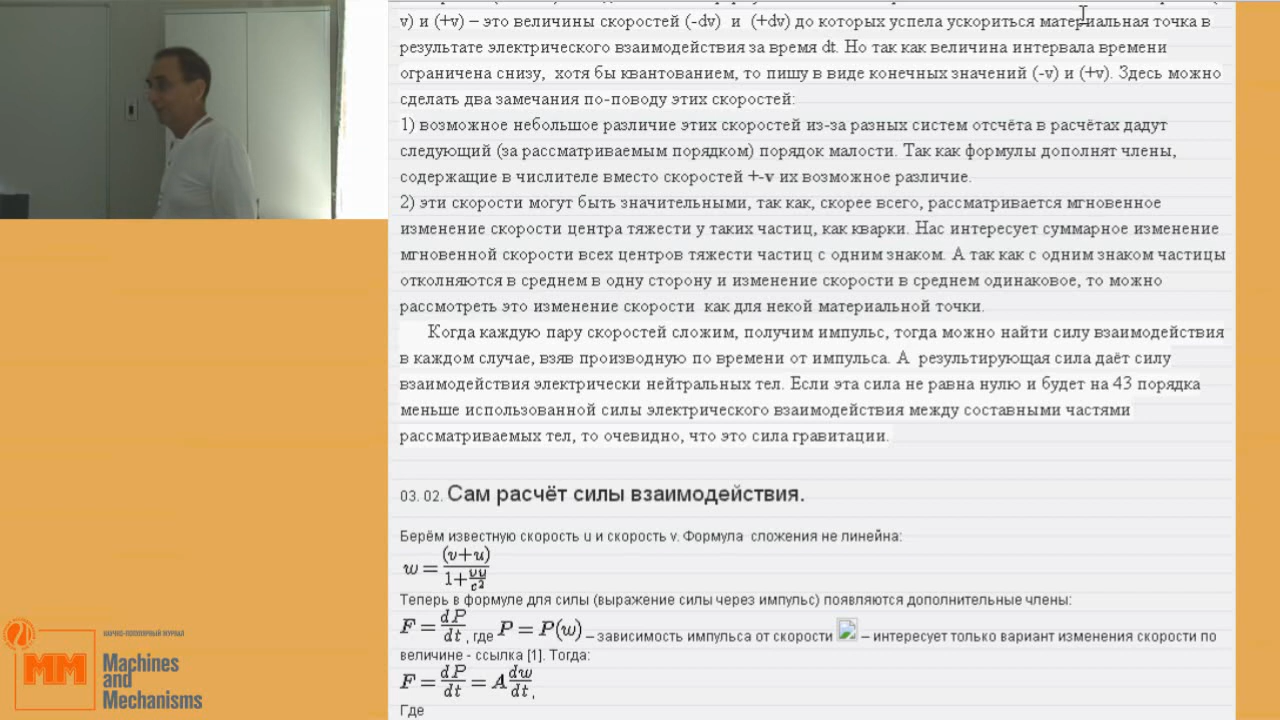 v) и (+v) – это величины скоростей (-dv) и (+dv) до которых успела ускориться материальная точка в
результате электрического взаимодействия за время dt. Но так как величина интервала времени
ограничена снизу, хотя бы квантованием, то пишу в виде конечных значений (-v) и (+v). Здесь можно
сделать два замечания по-поводу этих скоростей:
1) возможное небольшое различие этих скоростей из-за разных систем отсчёта в расчётах дадут
следующий (за рассматриваемым порядком) порядок малости. Так как формулы дополнят члены,
содержащие в числителе вместо скоростей +-v их возможное различие.
2) эти скорости могут быть значительными, так как, скорее всего, рассматривается мгновенное
изменение скорости центра тяжести у таких частиц, как кварки. Нас интересует суммарное изменение
мгновенной скорости всех центров тяжести частиц с одним знаком. А так как с одним знаком частицы
отколняются в среднем в одну сторону и изменение скорости в среднем одинаковое, то можно
рассмотреть это изменение скорости как для некой материальной точки.
Когда каждую пару скоростей сложим, получим импульс, тогда можно найти силу взаимодействия
в каждом случае, взяв производную по времени от импульса. А результирующая сила даёт силу
взаимодействия электрически нейтральных тел. Если эта сила не равна нулю и будет на 43 порядка
меньше использованной силы электрического взаимодействия между составными частями
рассматриваемых тел, то очевидно, что это сила гравитации.
03. 02. Сам расчёт силы взаимодействия.
Берём известную скорость u и скорость v. Формула сложения не линейна:
w = (v+u) / (1 + vu/c²)
Теперь в формуле для силы (выражение силы через импульс) появляются дополнительные члены:
F = dP/dt , где P = P(w) – зависимость импульса от скорости – интересует только вариант изменения скорости по
величине - ссылка [1]. Тогда:
F = dP/dt = A dw/dt ,
Где
НАУЧНО-ПОПУЛЯРНЫЙ ЖУРНАЛ
ММ
Machines
and
Mechanisms